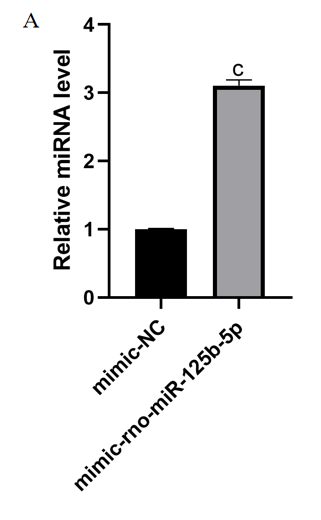 A
Relative miRNA level
4
3
2
1
0
C
mimic-NC
mimic-rno-miR-125b-5p